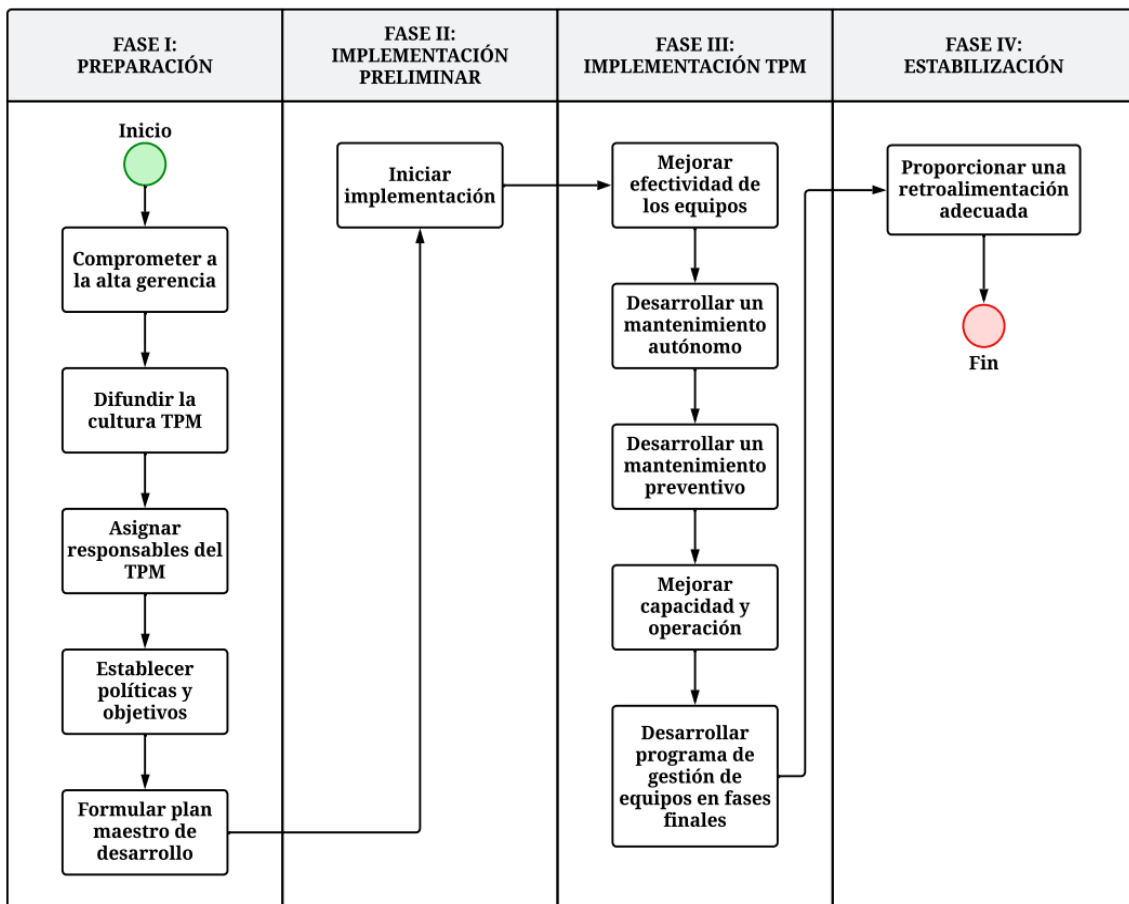 FASE I:
PREPARACIÓN
FASE II:
IMPLEMENTACIÓN
PRELIMINAR
FASE III:
IMPLEMENTACIÓN TPM
FASE IV:
ESTABILIZACIÓN
Inicio
Comprometer a
la alta gerencia
Difundir la
cultura TPM
Asignar
responsables del
TPM
Establecer
políticas y
objetivos
Formular plan
maestro de
desarrollo
Iniciar
implementación
Mejorar
efectividad de
los equipos
Desarrollar un
mantenimiento
autónomo
Desarrollar un
mantenimiento
preventivo
Mejorar
capacidad y
operación
Desarrollar
programa de
gestión de
equipos en fases
finales
Proporcionar una
retroalimentación
adecuada
Fin